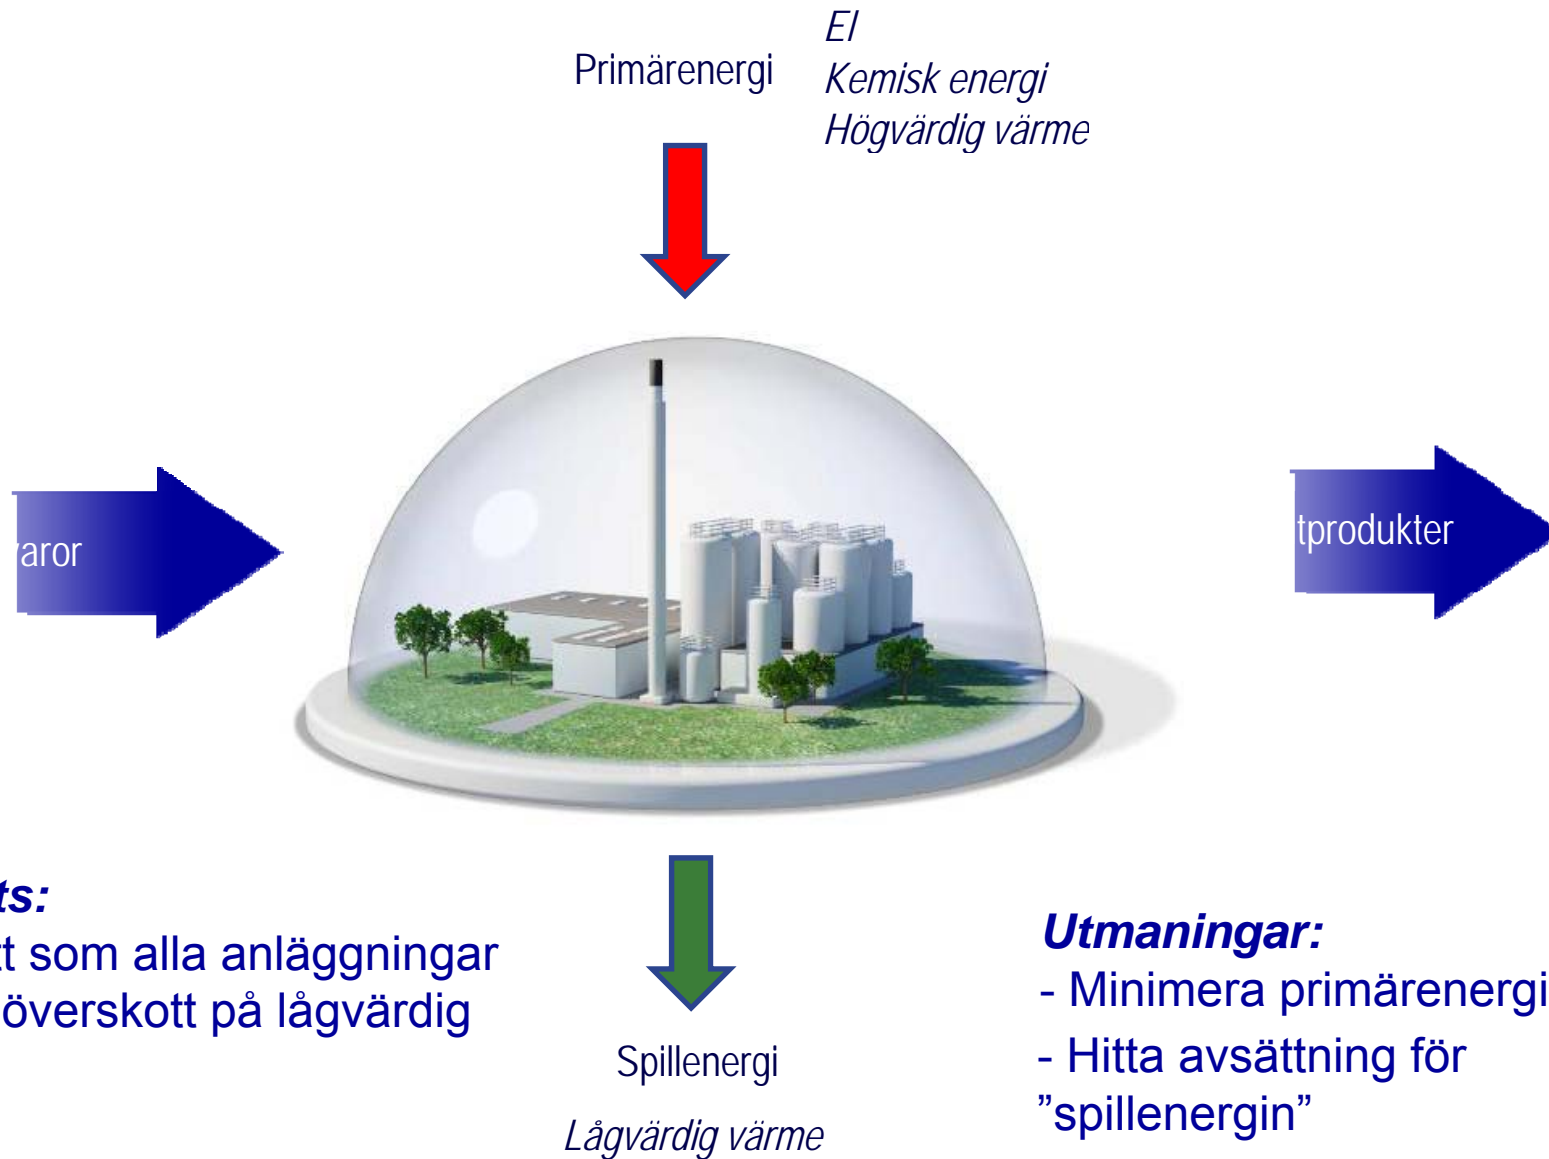 El
Primärenergi
Kemisk energi
Högvärdig värme
aror
tprodukter
ts:
tt som alla anläggningar
överskott på lågvärdig
Utmaningar:
- Minimera primärenergi
- Hitta avsättning för
”spillenergin”
Spillenergi
Lågvärdig värme